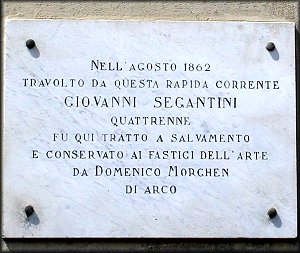 NELL'AGOSTO 1862
TRAVOLTO DA QUESTA RAPIDA CORRENTE
GIOVANNI SEGANTINI
QUATTRENNE
FU QUI TRATTO A SALVAMENTO
E CONSERVATO AI FASTIGI DELL'ARTE
DA DOMENICO MORGHEN
DI ARCO